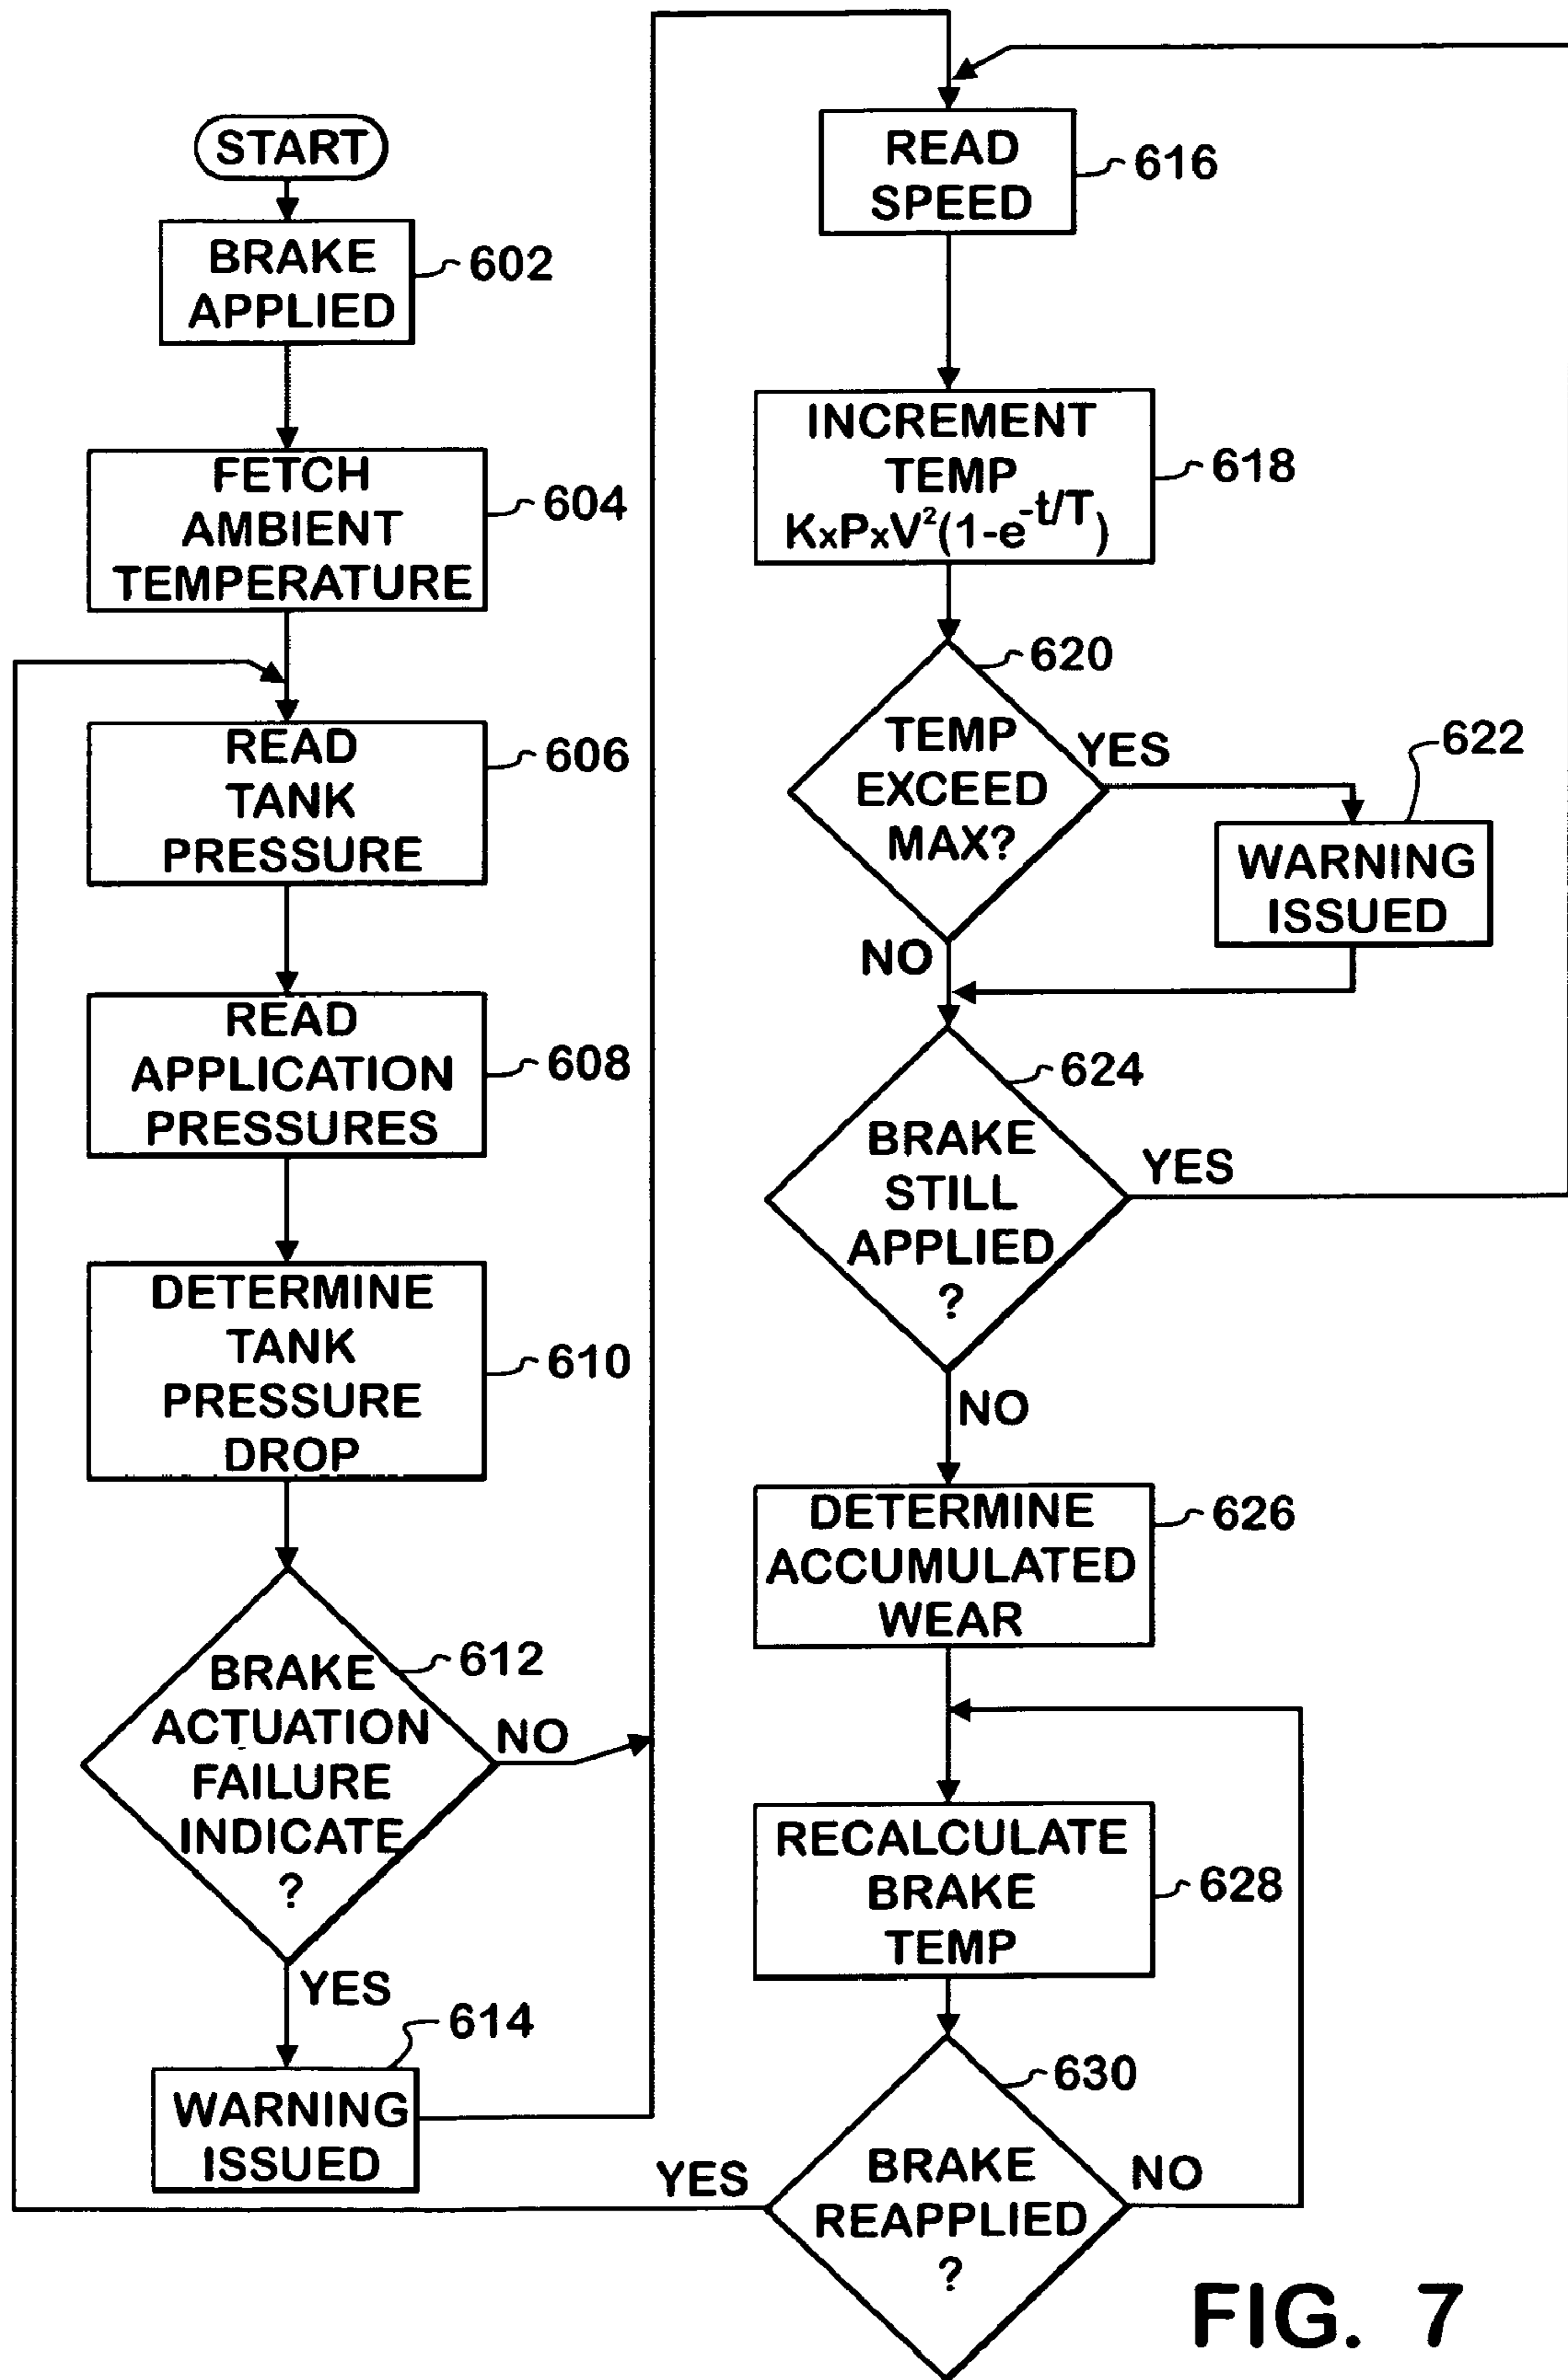 START
BRAKE
APPLIED
602
FETCH
AMBIENT
TEMPERATURE
604
READ
TANK
PRESSURE
606
READ
APPLICATION
PRESSURES
608
DETERMINE
TANK
PRESSURE
DROP
610
BRAKE
ACTUATION
FAILURE
INDICATE
?
612
NO
YES
614
WARNING
ISSUED
READ
SPEED
616
INCREMENT
TEMP
KxPxV²(1-e^-t/T)
618
620
TEMP
EXCEED
MAX?
YES
622
WARNING
ISSUED
NO
624
BRAKE
STILL
APPLIED
?
YES
NO
DETERMINE
ACCUMULATED
WEAR
626
RECALCULATE
BRAKE
TEMP
628
630
BRAKE
REAPPLIED
?
YES
NO
FIG. 7